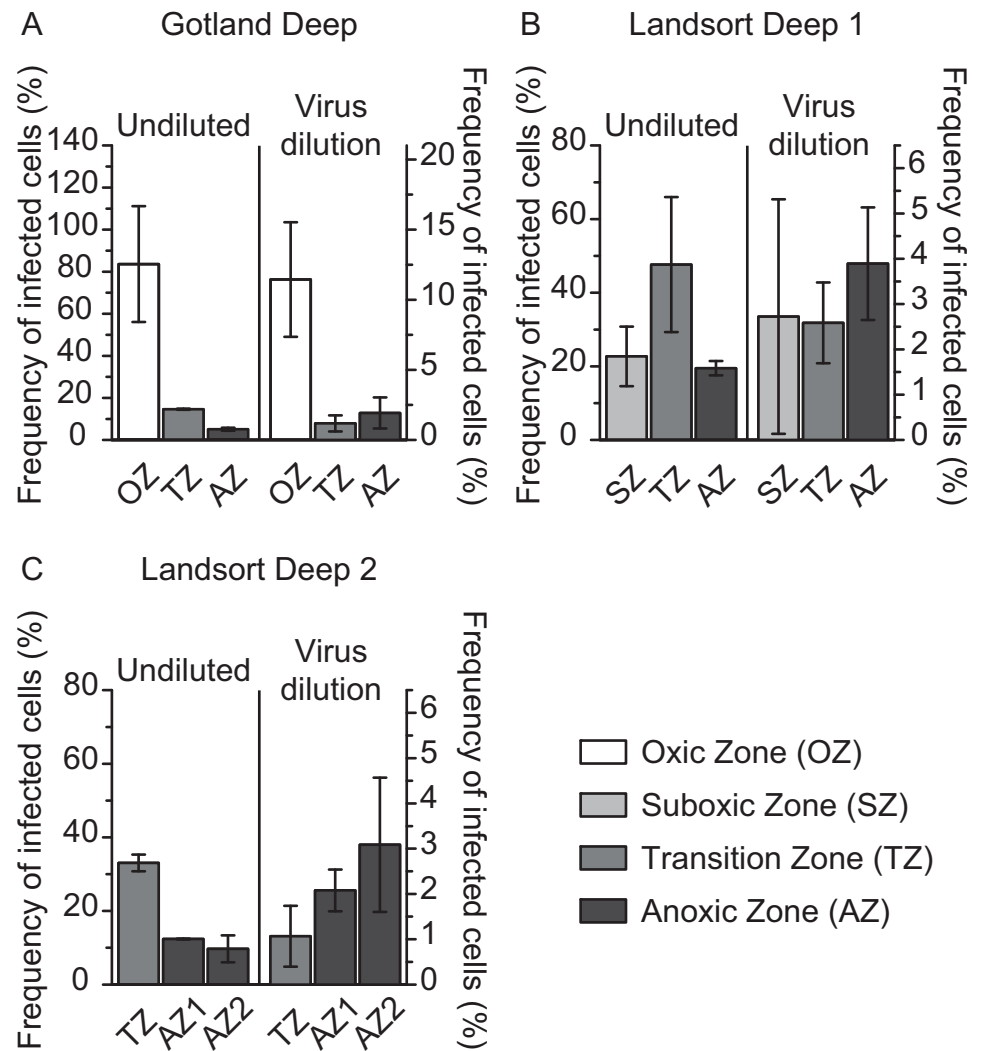 A
Gotland Deep
Frequency of infected cells (%)
Undiluted
Virus
dilution
Frequency of infected cells (%)
140
120
100
80
60
40
20
0
20
15
10
5
0
OZ
TZ
AZ
OZ
TZ
AZ
B
Landsort Deep 1
Frequency of infected cells (%)
Undiluted
Virus
dilution
Frequency of infected cells (%)
80
60
40
20
0
6
5
4
3
2
1
0
SZ
TZ
AZ
SZ
TZ
AZ
C
Landsort Deep 2
Frequency of infected cells (%)
Undiluted
Virus
dilution
Frequency of infected cells (%)
80
60
40
20
0
6
5
4
3
2
1
0
TZ
AZ1
AZ2
TZ
AZ1
AZ2
Oxic Zone (OZ)
Suboxic Zone (SZ)
Transition Zone (TZ)
Anoxic Zone (AZ)